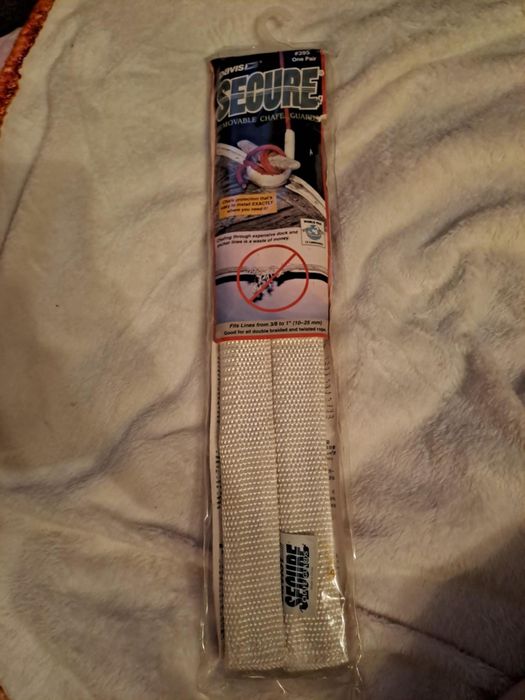 DAVIS
#395
One Pair
SECURE
REMOVABLE CHAFE GUARDS
Chafe protection that's
easy to install EXACTLY
where you need it!
Chafing through expensive dock and
anchor lines is a waste of money.
Fits Lines from 3/8 to 1" (10-25 mm)
Good for all double braided and twisted rope.
SECURE